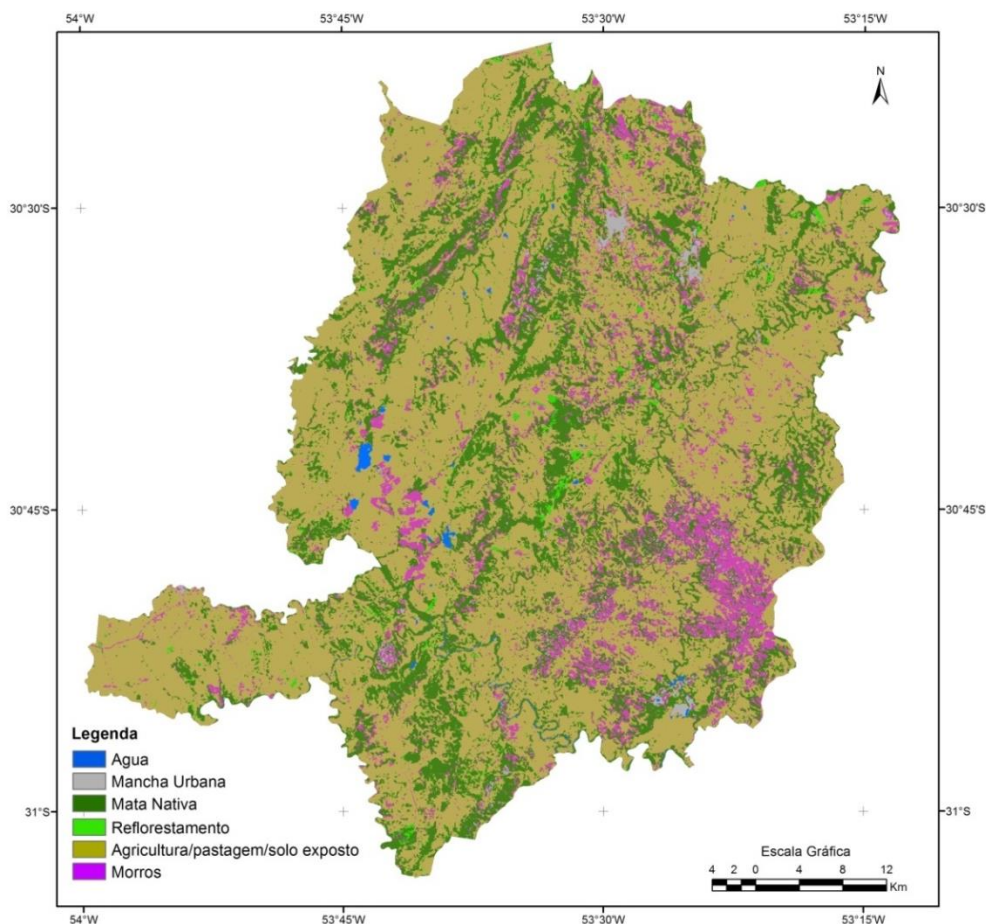 54°W 53°45'W 53°30'W 53°15'W
N
30°30'S 30°30'S
30°45'S 30°45'S
31°S 31°S
Legenda
Agua
Mancha Urbana
Mata Nativa
Reflorestamento
Agricultura/pastagem/solo exposto
Morros
Escala Gráfica
4 2 0 4 8 12
Km
54°W 53°45'W 53°30'W 53°15'W